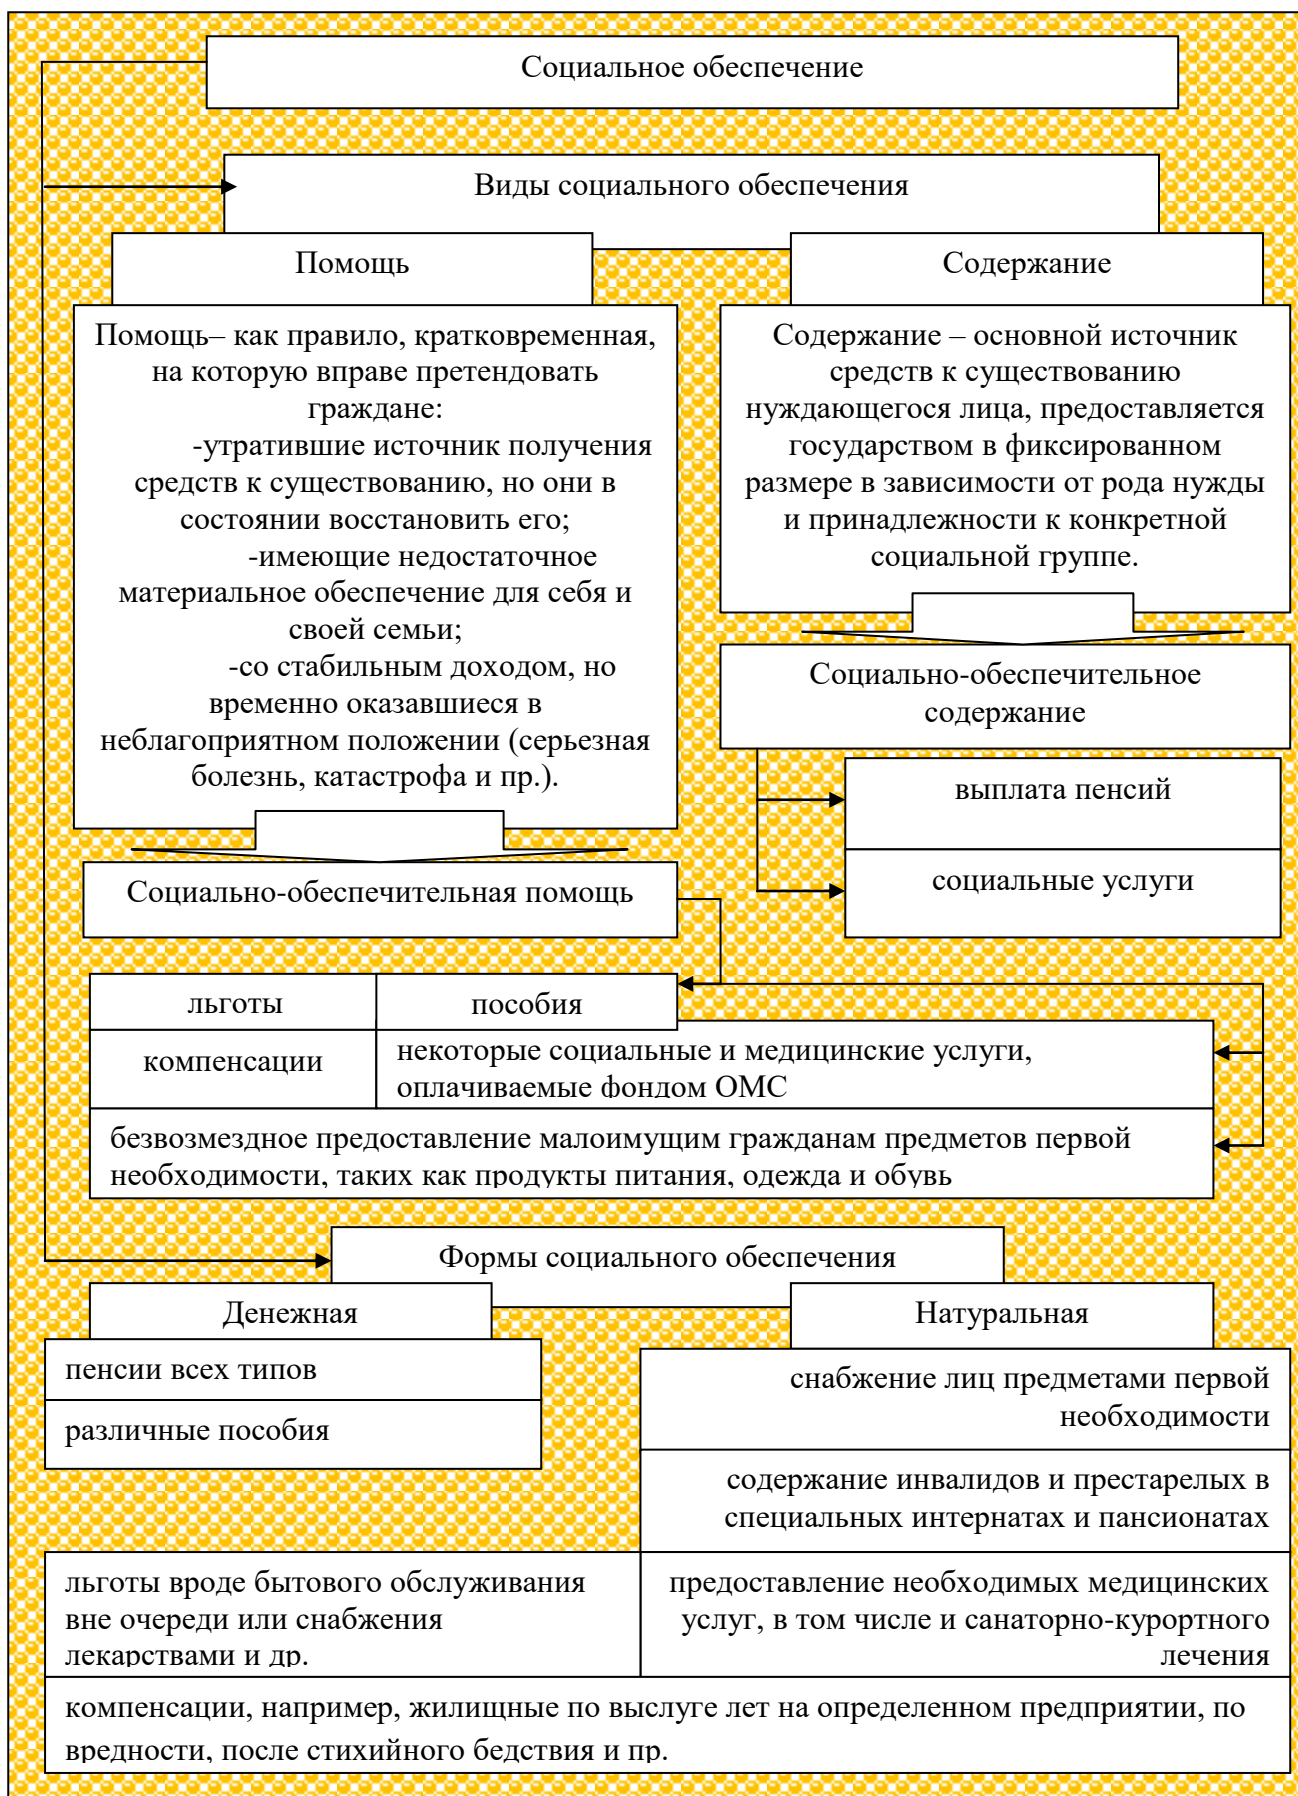 Социальное обеспечение
Виды социального обеспечения
Помощь
Помощь– как правило, кратковременная,
на которую вправе претендовать
граждане:
-утратившие источник получения
средств к существованию, но они в
состоянии восстановить его;
-имеющие недостаточное
материальное обеспечение для себя и
своей семьи;
-со стабильным доходом, но
временно оказавшиеся в
неблагоприятном положении (серьезная
болезнь, катастрофа и пр.).
Содержание
Содержание – основной источник
средств к существованию
нуждающегося лица, предоставляется
государством в фиксированном
размере в зависимости от рода нужды
и принадлежности к конкретной
социальной группе.
Социально-обеспечительное
содержание
выплата пенсий
социальные услуги
Социально-обеспечительная помощь
льготы
пособия
компенсации
некоторые социальные и медицинские услуги,
оплачиваемые фондом ОМС
безвозмездное предоставление малоимущим гражданам предметов первой
необходимости, таких как продукты питания, одежда и обувь
Формы социального обеспечения
Денежная
пенсии всех типов
различные пособия
Натуральная
снабжение лиц предметами первой
необходимости
содержание инвалидов и престарелых в
специальных интернатах и пансионатах
льготы вроде бытового обслуживания
вне очереди или снабжения
лекарствами и др.
предоставление необходимых медицинских
услуг, в том числе и санаторно-курортного
лечения
компенсации, например, жилищные по выслуге лет на определенном предприятии, по
вредности, после стихийного бедствия и пр.